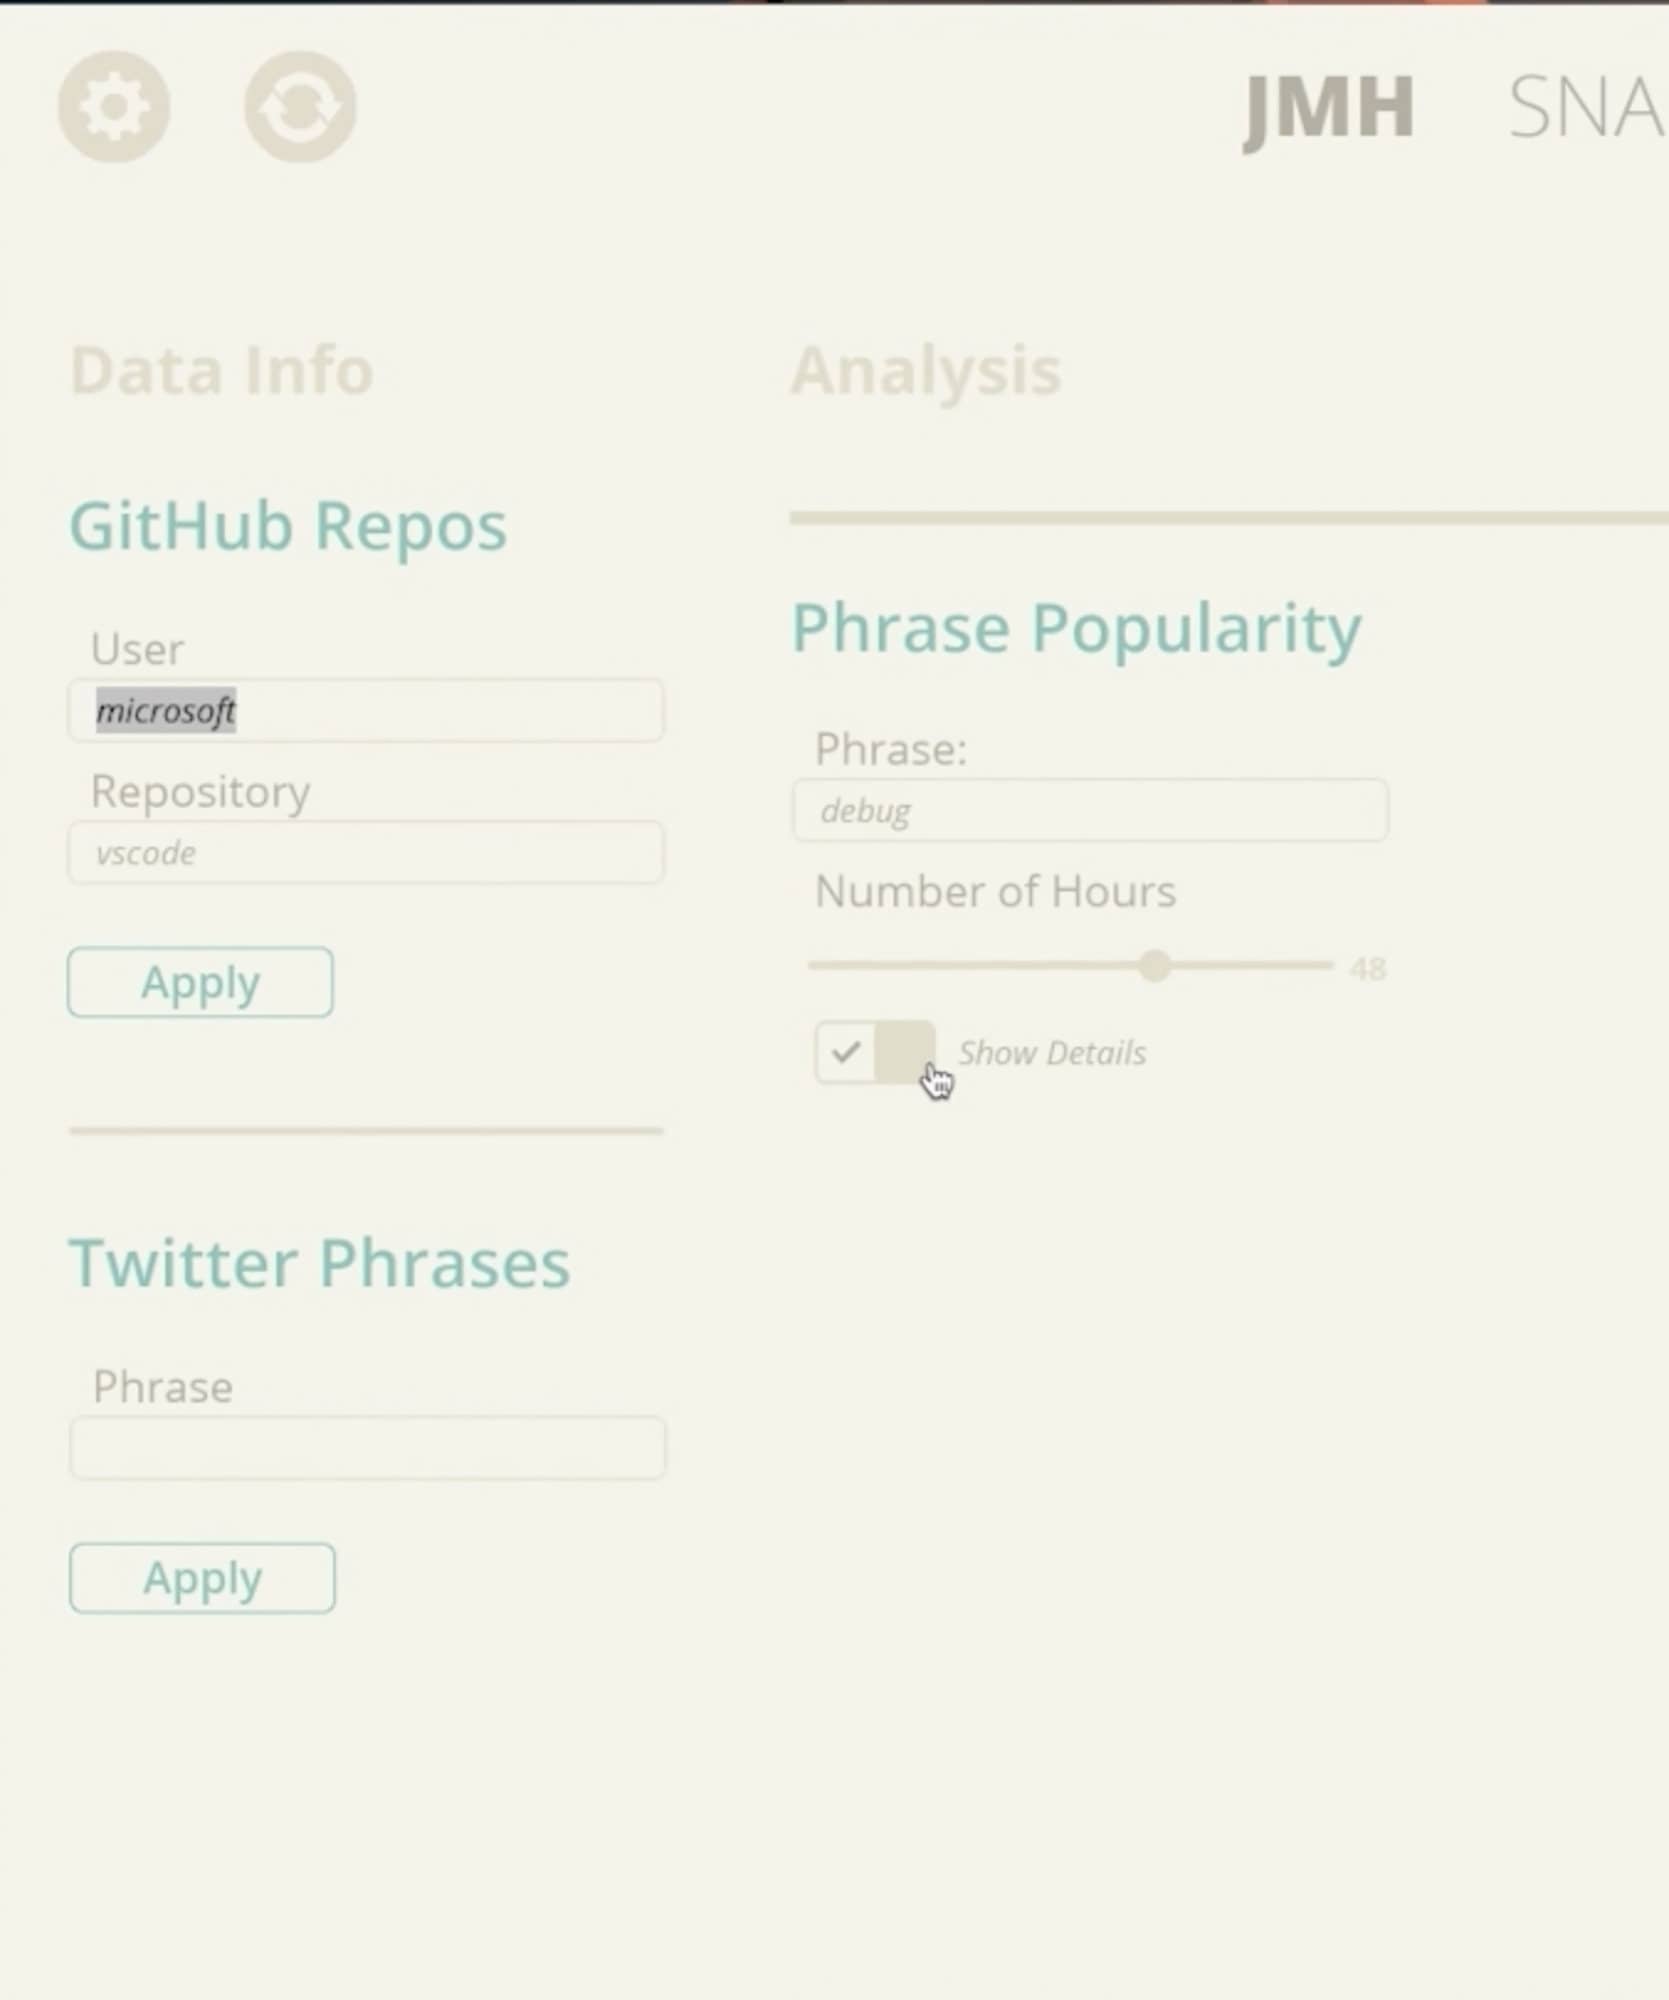 JMH SNA
Data Info
GitHub Repos
User
microsoft
Repository
vscode
Apply
Twitter Phrases
Phrase
Apply
Analysis
Phrase Popularity
Phrase:
debug
Number of Hours
48
Show Details